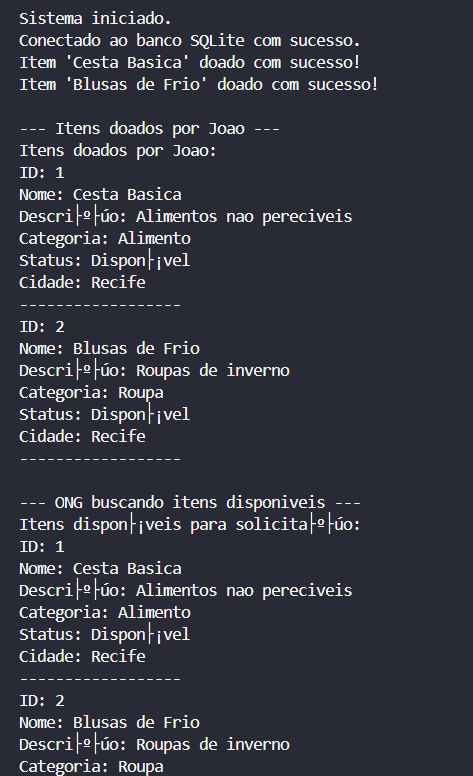 Sistema iniciado.
Conectado ao banco SQLite com sucesso.
Item 'Cesta Basica' doado com sucesso!
Item 'Blusas de Frio' doado com sucesso!
--- Itens doados por Joao ---
Itens doados por Joao:
ID: 1
Nome: Cesta Basica
Descri├º├úo: Alimentos nao pereciveis
Categoria: Alimento
Status: Dispon├¡vel
Cidade: Recife
------------------
ID: 2
Nome: Blusas de Frio
Descri├º├úo: Roupas de inverno
Categoria: Roupa
Status: Dispon├¡vel
Cidade: Recife
------------------
--- ONG buscando itens disponiveis ---
Itens dispon├¡veis para solicita├º├úo:
ID: 1
Nome: Cesta Basica
Descri├º├úo: Alimentos nao pereciveis
Categoria: Alimento
Status: Dispon├¡vel
Cidade: Recife
------------------
ID: 2
Nome: Blusas de Frio
Descri├º├úo: Roupas de inverno
Categoria: Roupa